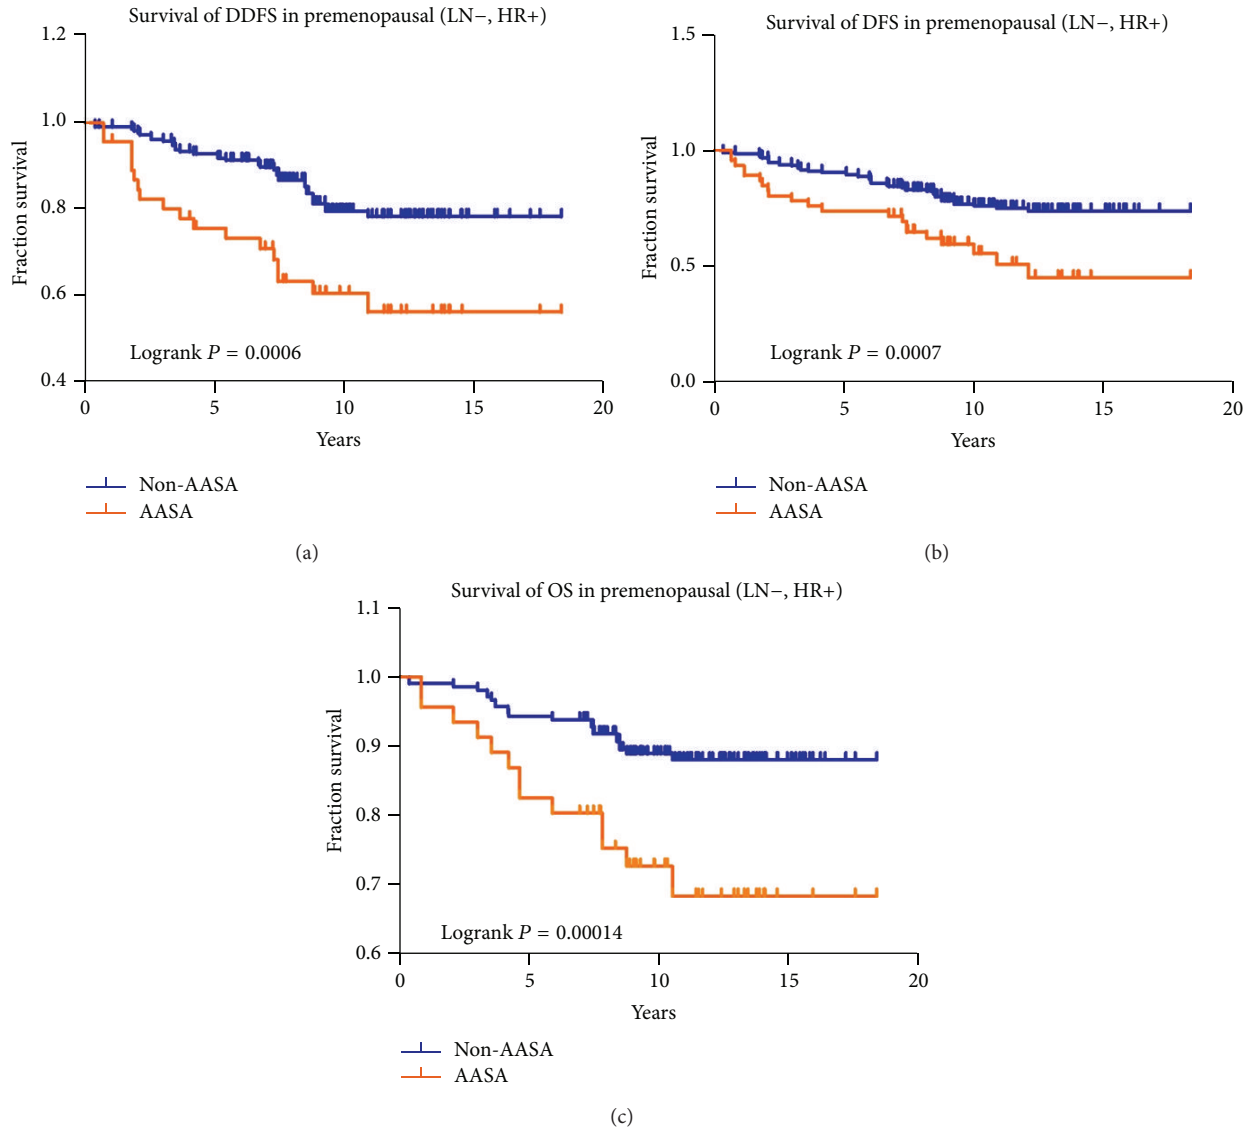 Survival of DDFS in premenopausal (LN−, HR+)
1.2
1.0
0.8
0.6
0.4
Fraction survival
Logrank P = 0.0006
0 5 10 15 20
Years
Non-AASA
AASA
(a)
Survival of DFS in premenopausal (LN−, HR+)
1.5
1.0
0.5
0.0
Fraction survival
Logrank P = 0.0007
0 5 10 15 20
Years
Non-AASA
AASA
(b)
Survival of OS in premenopausal (LN−, HR+)
1.1
1.0
0.9
0.8
0.7
0.6
Fraction survival
Logrank P = 0.00014
0 5 10 15 20
Years
Non-AASA
AASA
(c)